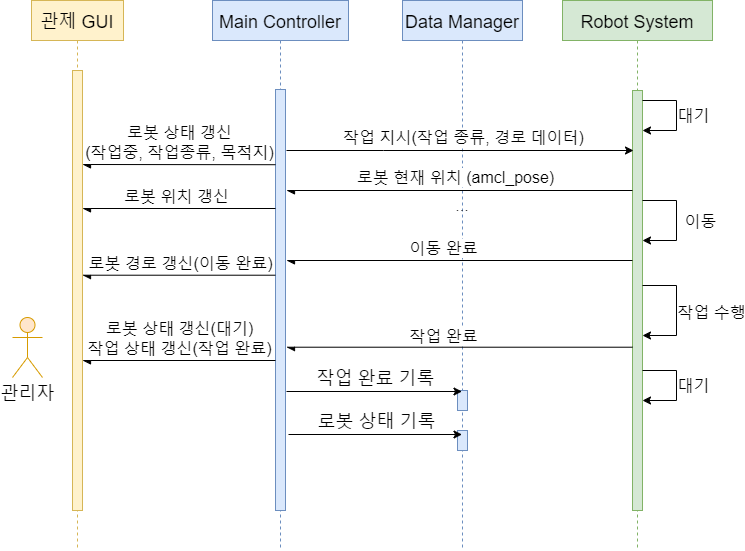 관제 GUI
Main Controller
Data Manager
Robot System
대기
로봇 상태 갱신
(작업중, 작업종류, 목적지)
작업 지시(작업 종류, 경로 데이터)
로봇 현재 위치 (amcl_pose)
로봇 위치 갱신
...
이동
이동 완료
로봇 경로 갱신(이동 완료)
작업 수행
로봇 상태 갱신(대기)
작업 상태 갱신(작업 완료)
작업 완료
관리자
작업 완료 기록
대기
로봇 상태 기록